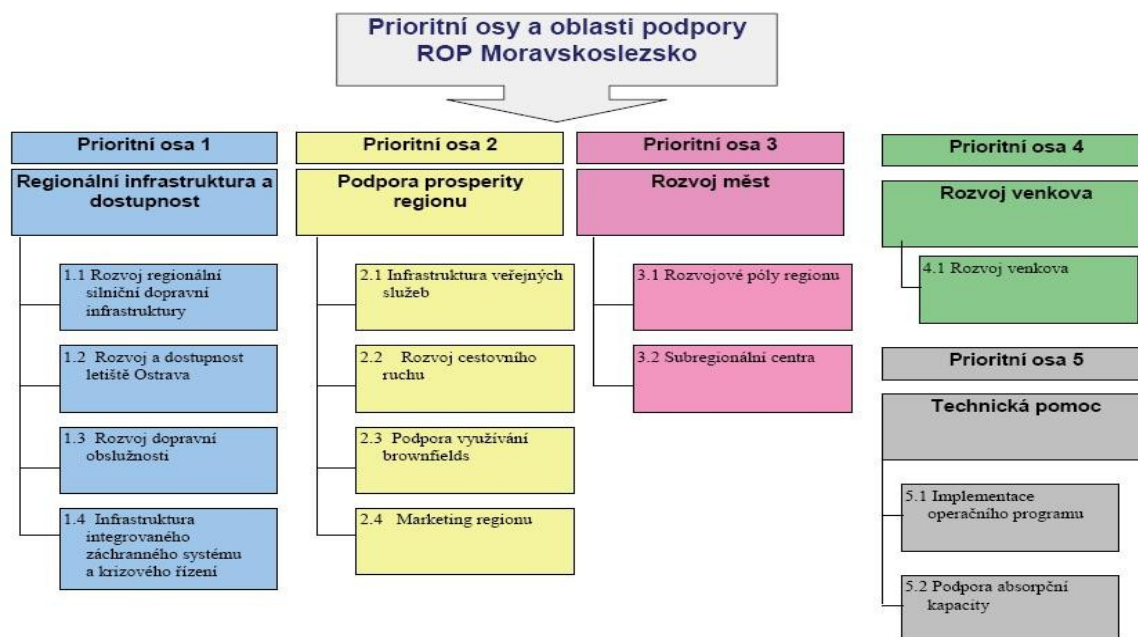 Prioritní osy a oblasti podpory
ROP Moravskoslezsko
Prioritní osa 1
Regionální infrastruktura a
dostupnost
1.1 Rozvoj regionální
silniční dopravní
infrastruktury
1.2 Rozvoj a dostupnost
letiště Ostrava
1.3 Rozvoj dopravní
obslužnosti
1.4 Infrastruktura
integrovaného
záchranného systému
a krizového řízení
Prioritní osa 2
Podpora prosperity
regionu
2.1 Infrastruktura veřejných
služeb
2.2 Rozvoj cestovního
ruchu
2.3 Podpora využívání
brownfields
2.4 Marketing regionu
Prioritní osa 3
Rozvoj měst
3.1 Rozvojové póly regionu
3.2 Subregionální centra
Prioritní osa 4
Rozvoj venkova
4.1 Rozvoj venkova
Prioritní osa 5
Technická pomoc
5.1 Implementace
operačního programu
5.2 Podpora absorpční
kapacity